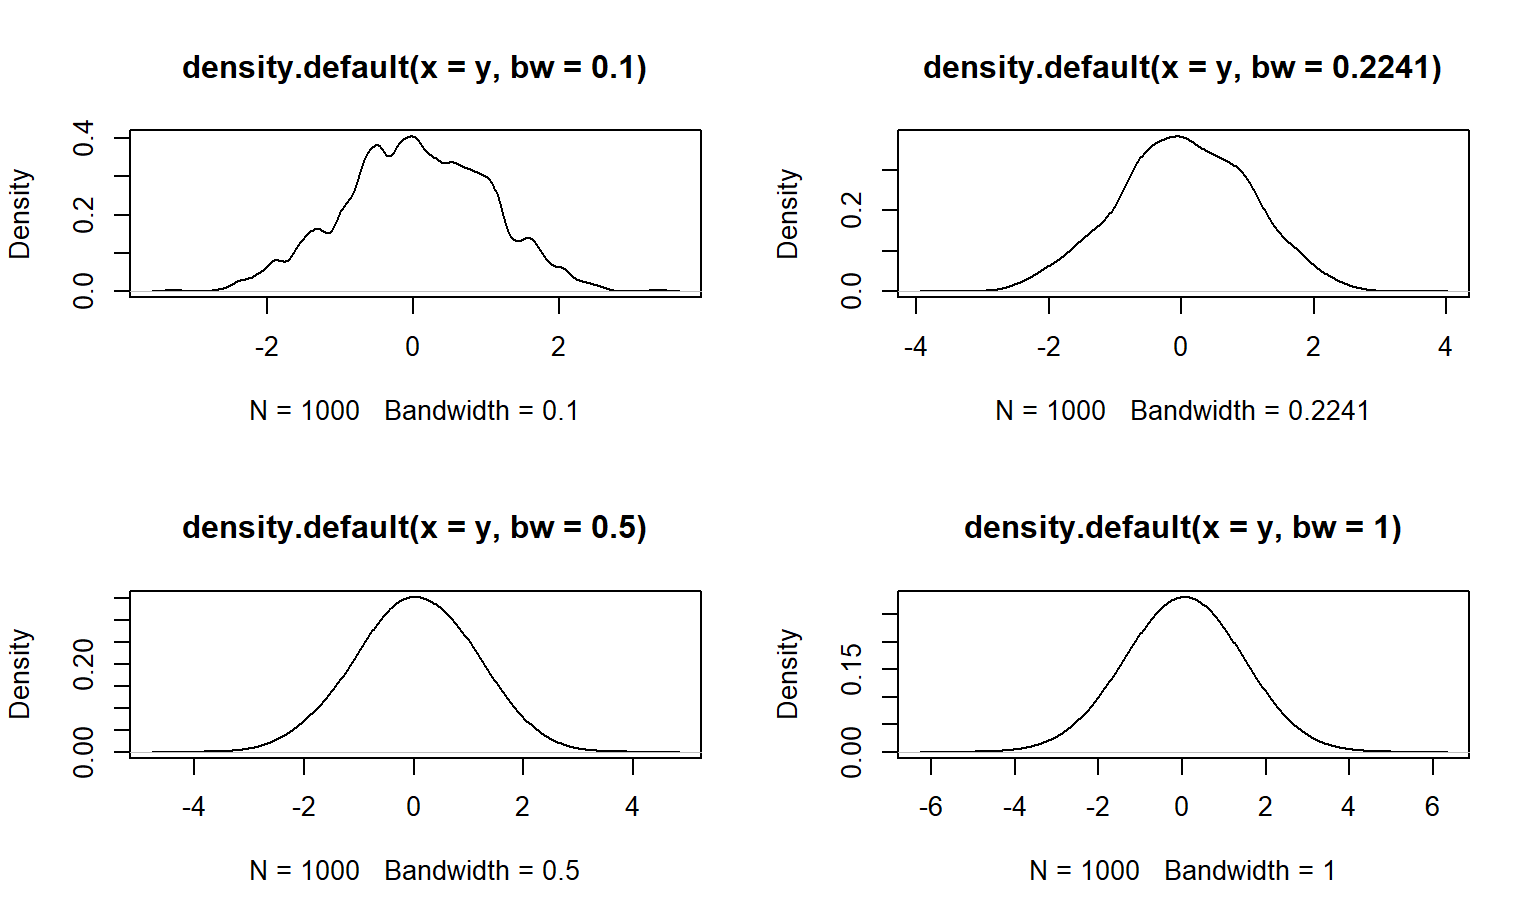 density.default(x = y, bw = 0.1)
Density
0.0 0.2 0.4
-2 0 2
N = 1000 Bandwidth = 0.1
density.default(x = y, bw = 0.2241)
Density
0.0 0.2
-4 -2 0 2 4
N = 1000 Bandwidth = 0.2241
density.default(x = y, bw = 0.5)
Density
0.00 0.20
-4 -2 0 2 4
N = 1000 Bandwidth = 0.5
density.default(x = y, bw = 1)
Density
0.00 0.15
-6 -4 -2 0 2 4 6
N = 1000 Bandwidth = 1